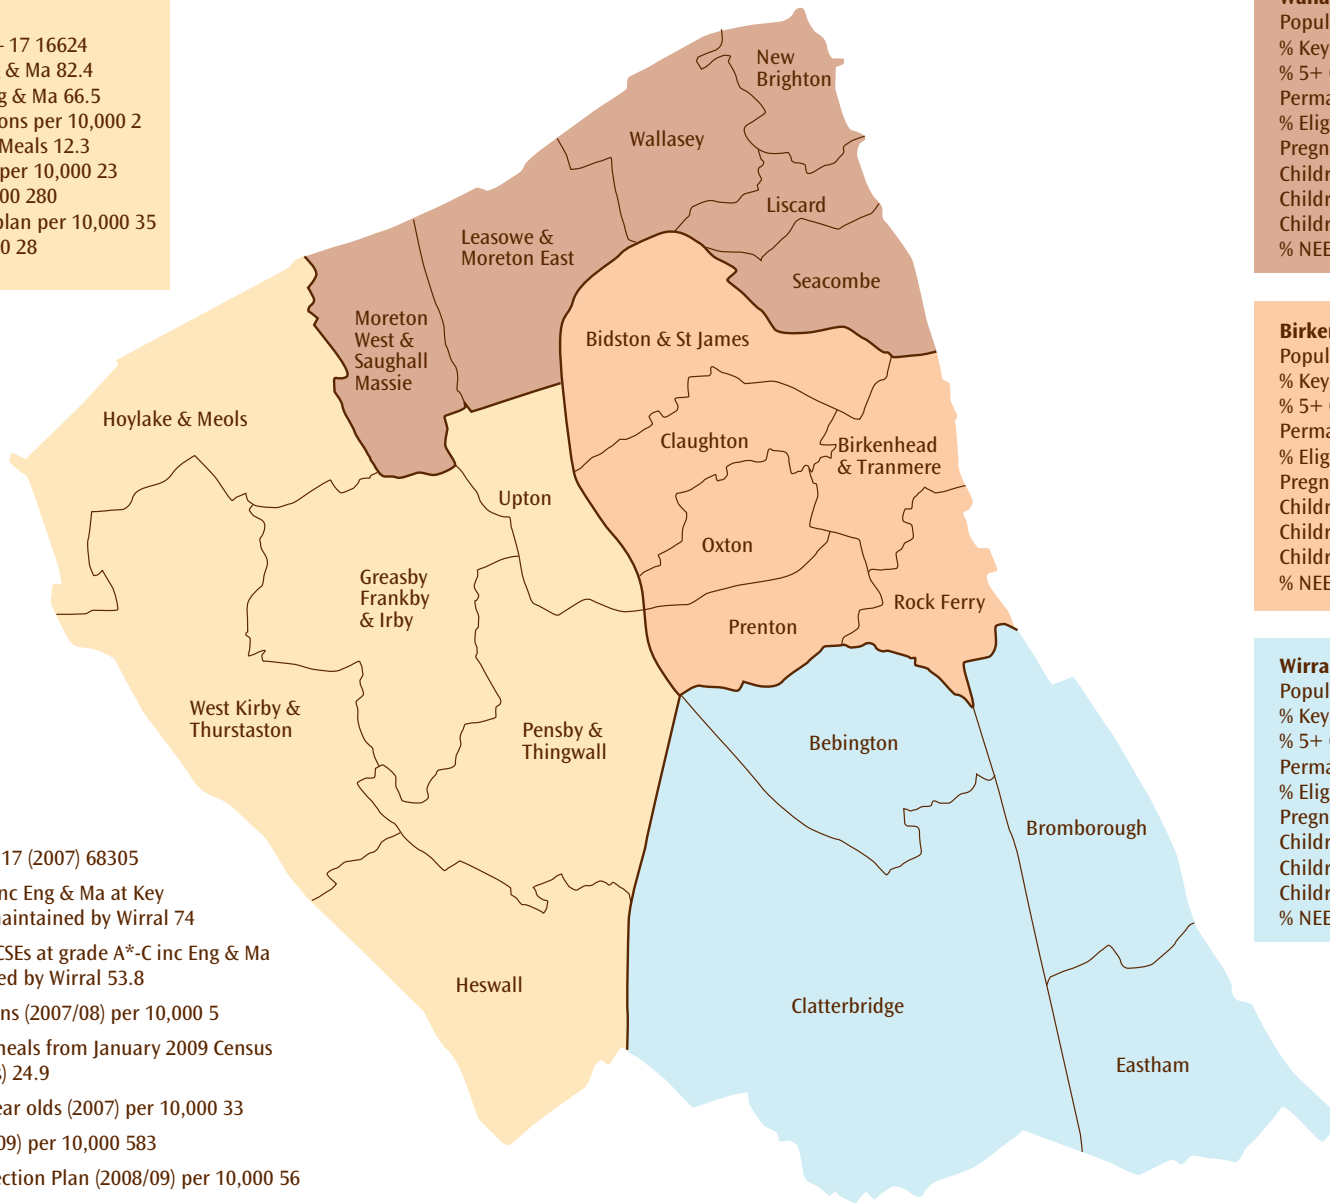 - 17 16624
& Ma 82.4
g & Ma 66.5
ons per 10,000 2
Meals 12.3
per 10,000 23
00 280
plan per 10,000 35
0 28
New
Brighton
Wallasey
Liscard
Leasowe &
Moreton East
Seacombe
Moreton
West &
Saughall
Massie
Bidston & St James
Hoylake & Meols
Claughton
Birkenhead
& Tranmere
Upton
Oxton
Greasby
Frankby
& Irby
Rock Ferry
Prenton
West Kirby &
Thurstaston
Pensby &
Thingwall
Bebington
Bromborough
Heswall
Clatterbridge
Eastham
17 (2007) 68305
nc Eng & Ma at Key
maintained by Wirral 74
CSEs at grade A*-C inc Eng & Ma
ed by Wirral 53.8
ns (2007/08) per 10,000 5
meals from January 2009 Census
s) 24.9
ear olds (2007) per 10,000 33
09) per 10,000 583
ection Plan (2008/09) per 10,000 56
Popul
% Key
% 5+
Perma
% Elig
Pregn
Childr
Childr
Childr
% NEE
Birker
Popul
% Key
% 5+
Perma
% Elig
Pregn
Childr
Childr
Childr
% NEE
Wirra
Popul
% Key
% 5+
Perma
% Elig
Pregn
Childr
Childr
Childr
% NEE